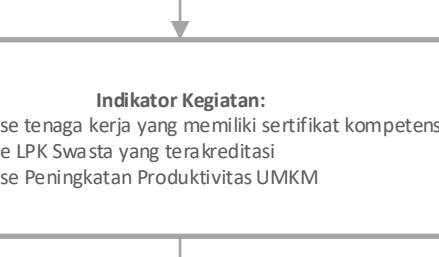 Indikator Kegiatan:
se tenaga kerja yang memiliki sertifikat kompetens
e LPK Swasta yang terakreditasi
se Peningkatan Produktivitas UMKM